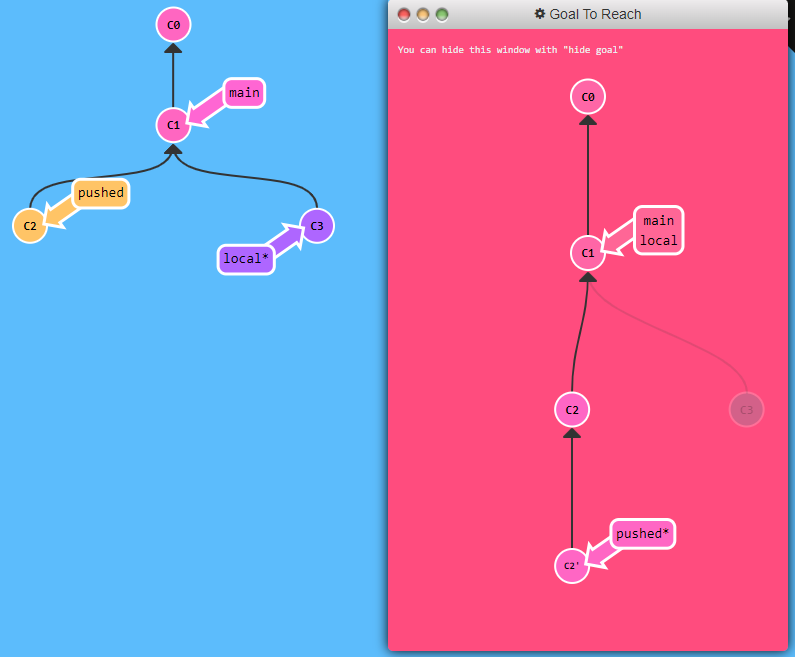 C0
main
C1
pushed
C2
C3
local*
Goal To Reach
You can hide this window with "hide goal"
C0
main
local
C1
C2
C3
pushed*
C2'